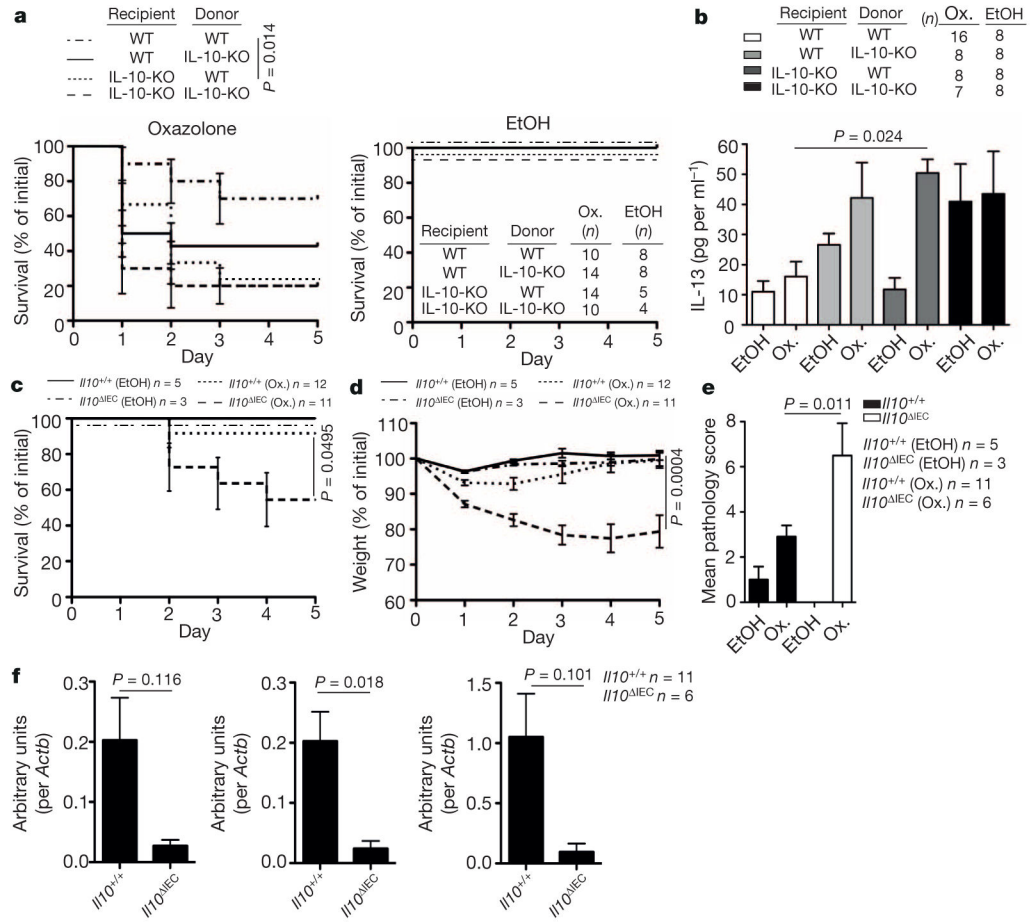 a
Recipient Donor
WT WT
WT IL-10-KO
IL-10-KO WT
IL-10-KO IL-10-KO
P = 0.014
Oxazolone
Survival (% of initial)
100
80
60
40
20
0
0 1 2 3 4 5
Day
EtOH
Survival (% of initial)
100
80
60
40
20
0
Ox. EtOH
Recipient Donor (n) (n)
WT WT 10 8
WT IL-10-KO 14 8
IL-10-KO WT 14 5
IL-10-KO IL-10-KO 10 4
0 1 2 3 4 5
Day
b
Recipient Donor (n) Ox. EtOH
WT WT 16 8
WT IL-10-KO 8 8
IL-10-KO WT 8 8
IL-10-KO IL-10-KO 7 8
P = 0.024
IL-13 (pg per ml⁻¹)
60
50
40
30
20
10
0
EtOH Ox. EtOH Ox. EtOH Ox. EtOH Ox.
c
Il10+/+ (EtOH) n = 5 Il10+/+ (Ox.) n = 12
Il10ΔIEC (EtOH) n = 3 Il10ΔIEC (Ox.) n = 11
Survival (% of initial)
100
80
60
40
20
0
P = 0.0495
0 1 2 3 4 5
Day
d
Il10+/+ (EtOH) n = 5 Il10+/+ (Ox.) n = 12
Il10ΔIEC (EtOH) n = 3 Il10ΔIEC (Ox.) n = 11
Weight (% of initial)
110
100
90
80
70
60
P = 0.0004
0 1 2 3 4 5
Day
e
P = 0.011
Il10+/+
Il10ΔIEC
Il10+/+ (EtOH) n = 5
Il10ΔIEC (EtOH) n = 3
Il10+/+ (Ox.) n = 11
Il10ΔIEC (Ox.) n = 6
Mean pathology score
8
6
4
2
0
EtOH Ox. EtOH Ox.
f
P = 0.116
Arbitrary units
(per Actb)
0.3
0.2
0.1
0.0
Il10+/+ Il10ΔIEC
P = 0.018
Arbitrary units
(per Actb)
0.3
0.2
0.1
0.0
Il10+/+ Il10ΔIEC
P = 0.101
Il10+/+ n = 11
Il10ΔIEC n = 6
Arbitrary units
(per Actb)
1.5
1.0
0.5
0.0
Il10+/+ Il10ΔIEC